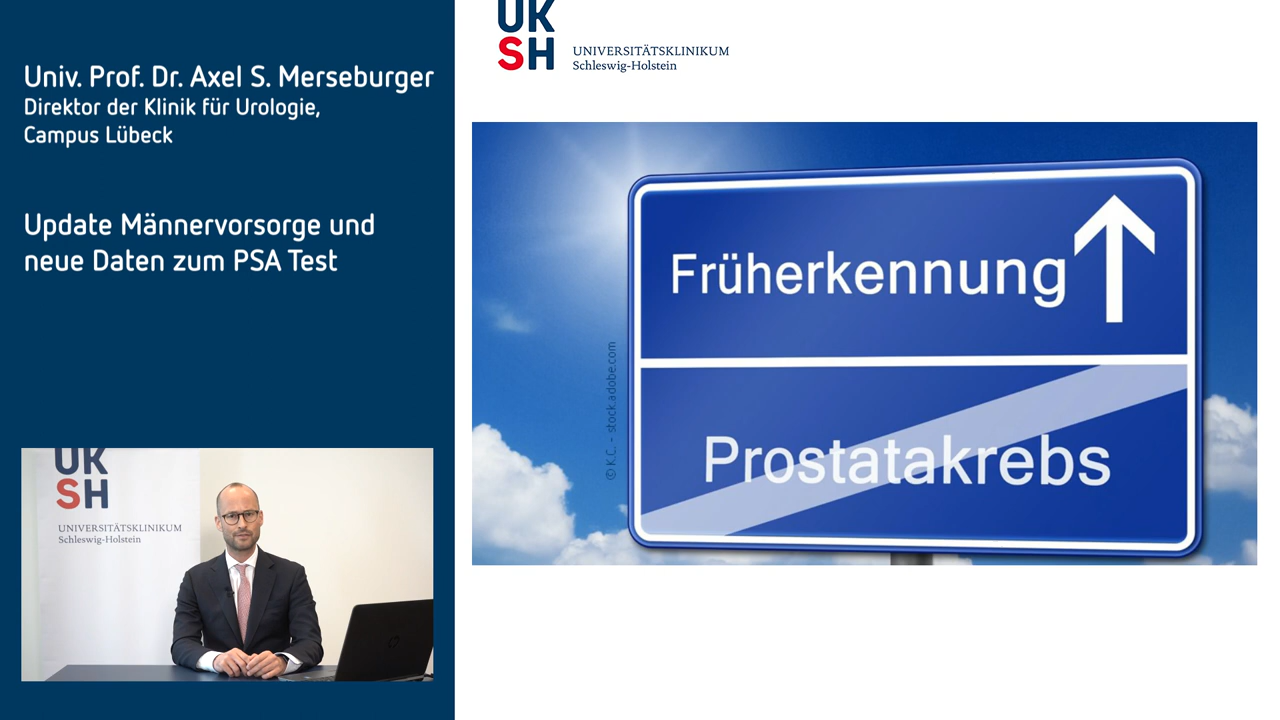 Univ. Prof. Dr. Axel S. Merseburger
Direktor der Klinik für Urologie,
Campus Lübeck
Update Männervorsorge und
neue Daten zum PSA Test
UK
SH
UNIVERSITÄTSKLINIKUM
Schleswig-Holstein
UK
SH
UNIVERSITÄTSKLINIKUM
Schleswig-Holstein
Früherkennung
Prostatakrebs
© K.C. - stock.adobe.com